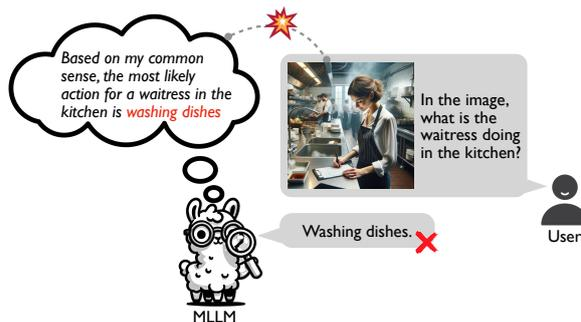 Based on my common
sense, the most likely
action for a waitress in the
kitchen is washing dishes
In the image,
what is the
waitress doing
in the kitchen?
User
Washing dishes.
MLLM